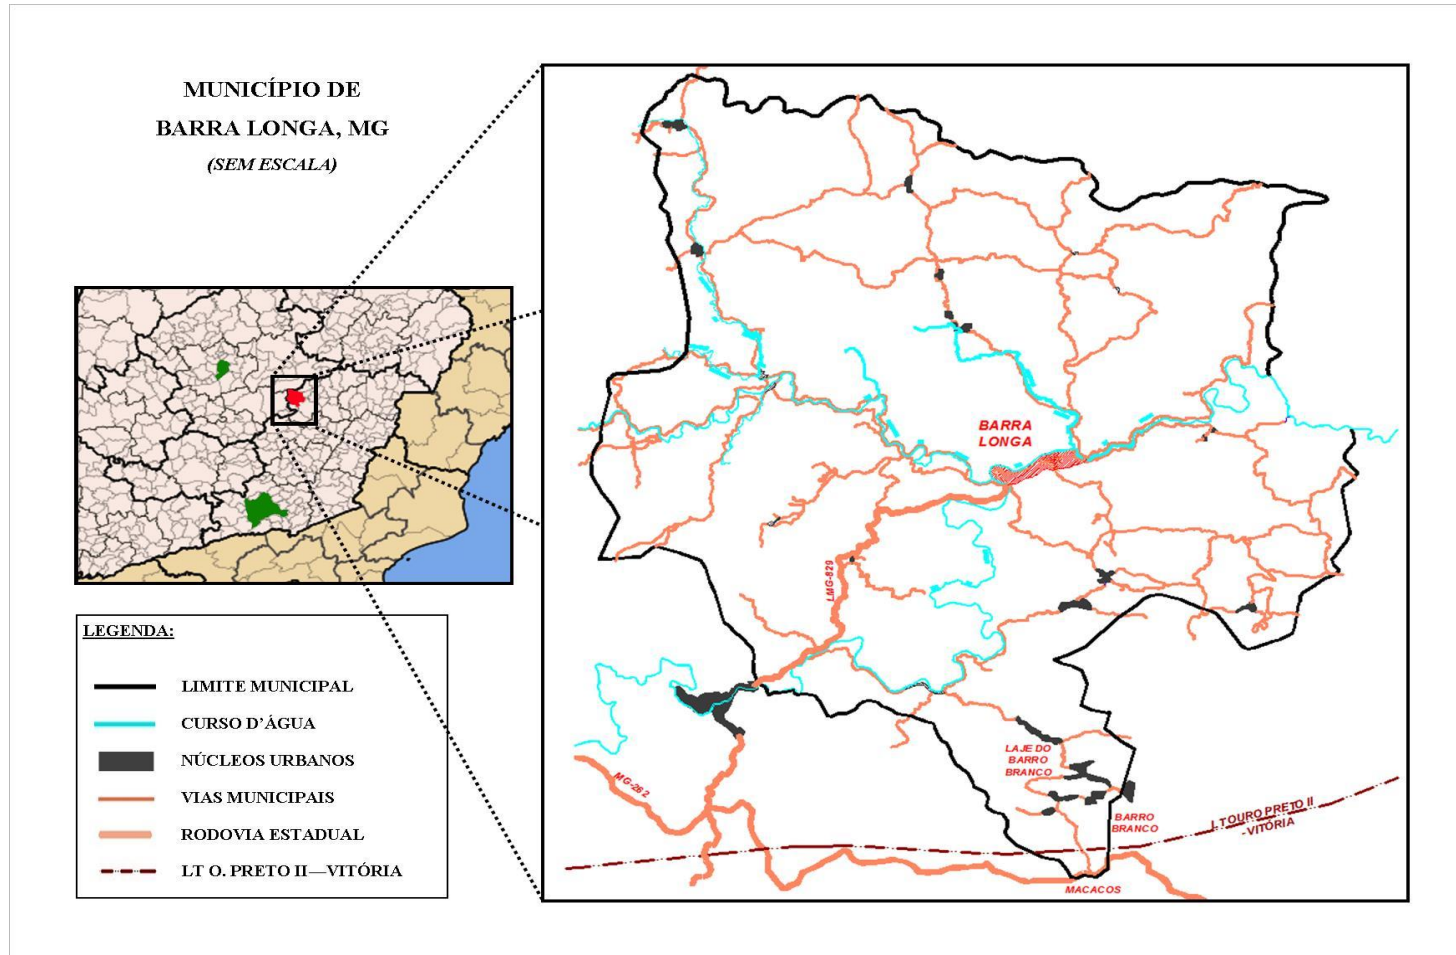 MUNICÍPIO DE
BARRA LONGA, MG
(SEM ESCALA)
LEGENDA:
LIMITE MUNICIPAL
CURSO D'ÁGUA
NÚCLEOS URBANOS
VIAS MUNICIPAIS
RODOVIA ESTADUAL
LT O. PRETO II—VITÓRIA
BARRA
LONGA
LMG-829
MG-262
LAJE DO
BARRO
BRANCO
BARRO
BRANCO
LT OURO PRETO II
-VITÓRIA
MACACOS